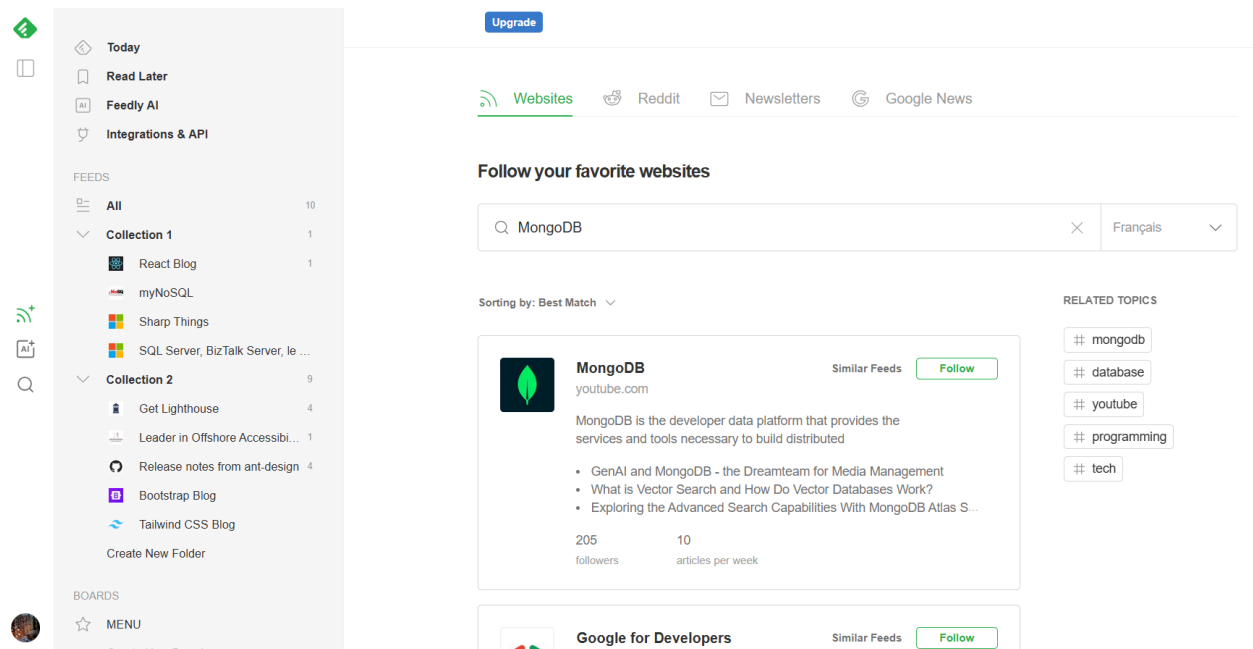 Upgrade
Today
Read Later
AI Feedly AI
Integrations & API
FEEDS
All 10
Collection 1 1
React Blog 1
myNoSQL
Sharp Things
SQL Server, BizTalk Server, le ...
Collection 2 9
Get Lighthouse 4
Leader in Offshore Accessibi... 1
Release notes from ant-design 4
Bootstrap Blog
Tailwind CSS Blog
Create New Folder
BOARDS
MENU
AI
Websites
Reddit
Newsletters
Google News
Follow your favorite websites
MongoDB
Français
Sorting by: Best Match
MongoDB
Similar Feeds
Follow
youtube.com
MongoDB is the developer data platform that provides the
services and tools necessary to build distributed
• GenAI and MongoDB - the Dreamteam for Media Management
• What is Vector Search and How Do Vector Databases Work?
• Exploring the Advanced Search Capabilities With MongoDB Atlas S...
205
followers
10
articles per week
Google for Developers
Similar Feeds
Follow
RELATED TOPICS
# mongodb
# database
# youtube
# programming
# tech